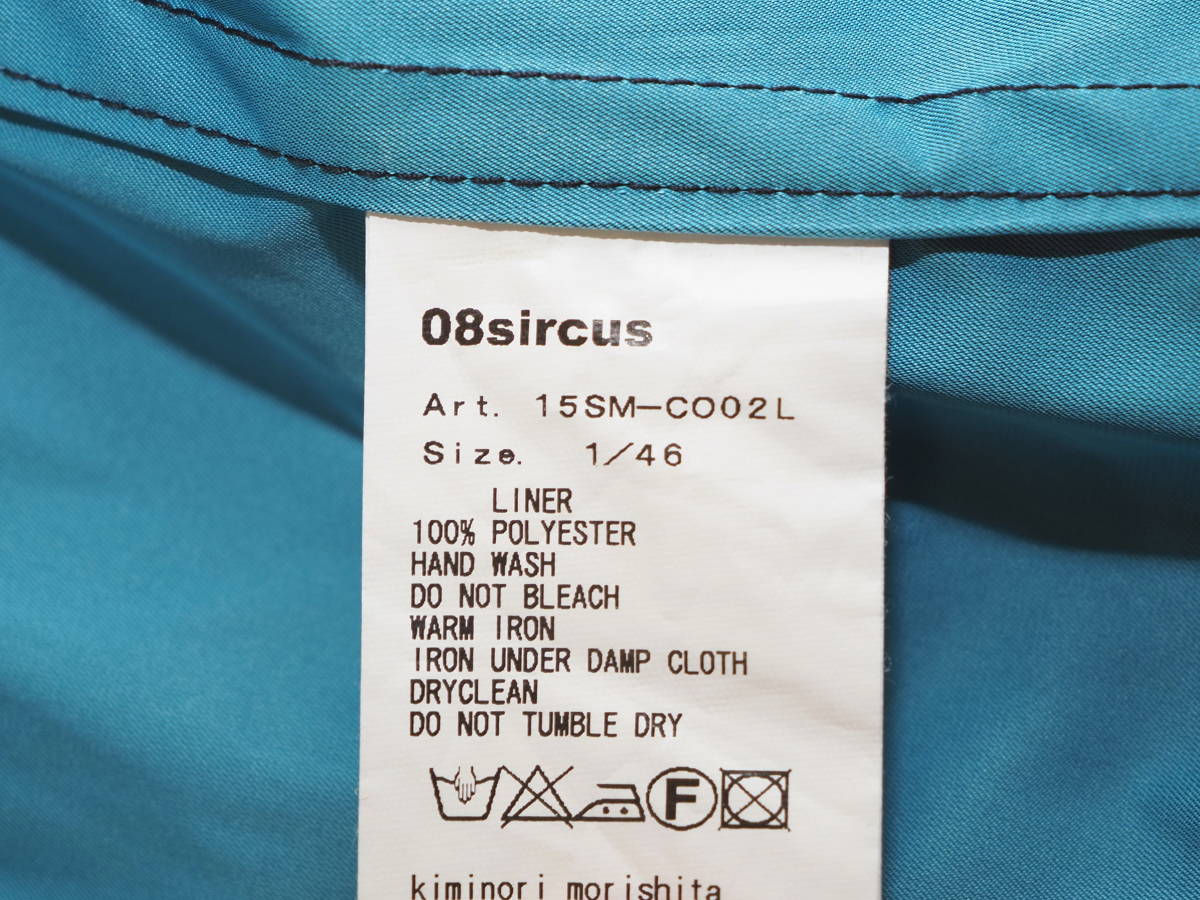 08sircus
Art. 15SM-CO02L
Size. 1/46
LINER
100% POLYESTER
HAND WASH
DO NOT BLEACH
WARM IRON
IRON UNDER DAMP CLOTH
DRYCLEAN
DO NOT TUMBLE DRY
F
kiminori morishita